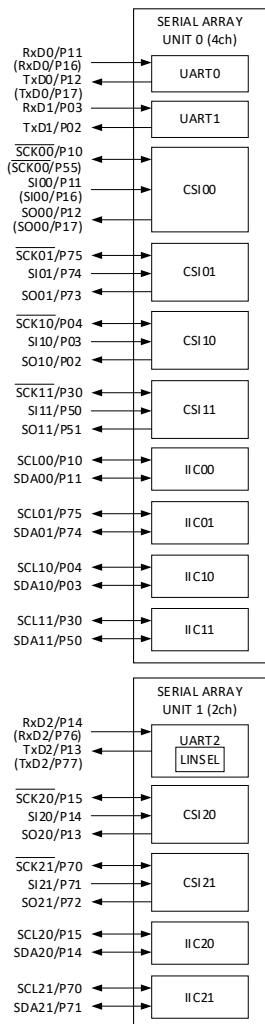 SERIAL ARRAY
UNIT 0 (4ch)
RxD0/P11
(RxD0/P16)
TxD0/P12
(TxD0/P17)
UART0
RxD1/P03
TxD1/P02
UART1
SCK00/P10
(SCK00/P55)
SI00/P11
(SI00/P16)
SO00/P12
(SO00/P17)
CSI00
SCK01/P75
SI01/P74
SO01/P73
CSI01
SCK10/P04
SI10/P03
SO10/P02
CSI10
SCK11/P30
SI11/P50
SO11/P51
CSI11
SCL00/P10
SDA00/P11
IIC00
SCL01/P75
SDA01/P74
IIC01
SCL10/P04
SDA10/P03
IIC10
SCL11/P30
SDA11/P50
IIC11
SERIAL ARRAY
UNIT 1 (2ch)
RxD2/P14
(RxD2/P76)
TxD2/P13
(TxD2/P77)
UART2
LINSEL
SCK20/P15
SI20/P14
SO20/P13
CSI20
SCK21/P70
SI21/P71
SO21/P72
CSI21
SCL20/P15
SDA20/P14
IIC20
SCL21/P70
SDA21/P71
IIC21